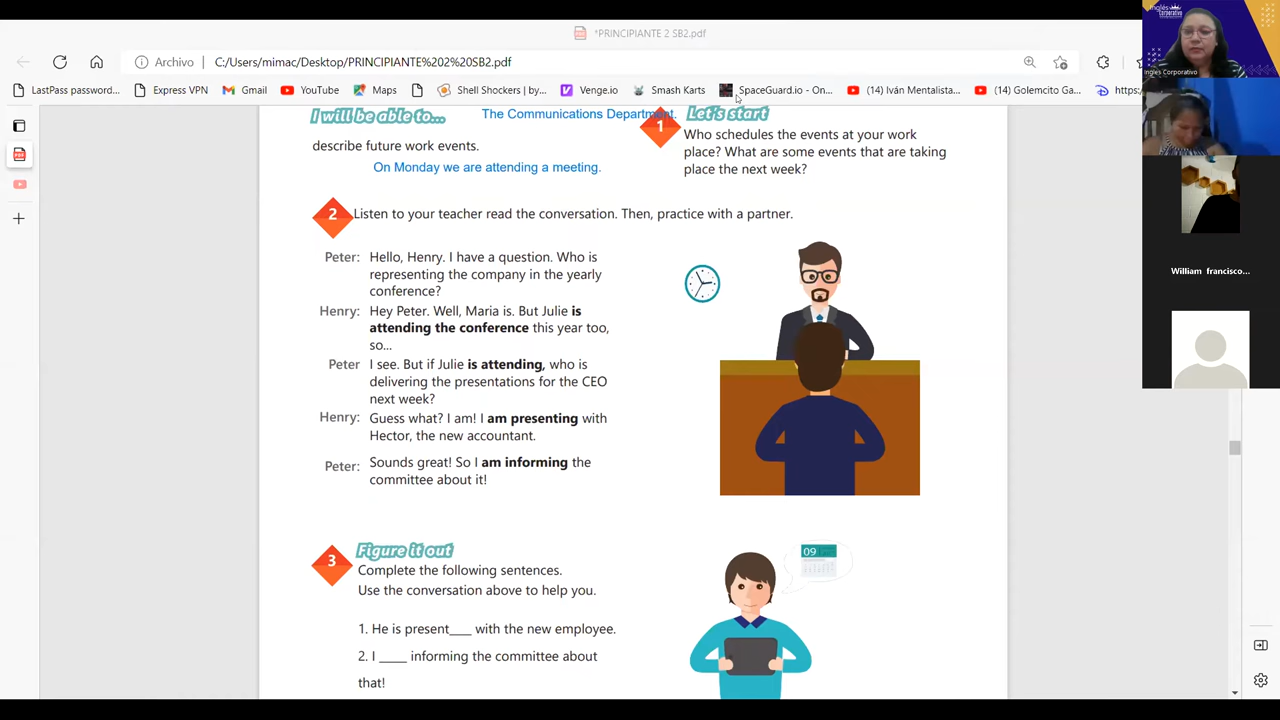 *PRINCIPIANTE 2 SB2.pdf
Archivo
C:/Users/mimac/Desktop/PRINCIPIANTE%202%20SB2.pdf
LastPass password...
Express VPN
Gmail
YouTube
Maps
Shell Shockers | by...
Venge.io
Smash Karts
SpaceGuard.io - On...
(14) Iván Mentalista...
(14) Golemcito Ga...
https:/
I will be able to...
The Communications Department.
describe future work events.
On Monday we are attending a meeting.
1
Let's start
Who schedules the events at your work
place? What are some events that are taking
place the next week?
2
Listen to your teacher read the conversation. Then, practice with a partner.
Peter: Hello, Henry. I have a question. Who is
representing the company in the yearly
conference?
Henry: Hey Peter. Well, Maria is. But Julie is
attending the conference this year too,
so...
Peter I see. But if Julie is attending, who is
delivering the presentations for the CEO
next week?
Henry: Guess what? I am! I am presenting with
Hector, the new accountant.
Peter: Sounds great! So I am informing the
committee about it!
3
Figure it out
Complete the following sentences.
Use the conversation above to help you.
1. He is present___ with the new employee.
2. I ____ informing the committee about
that!
09
Inglés
Corporativo
Inglés Corporativo
William francisco...